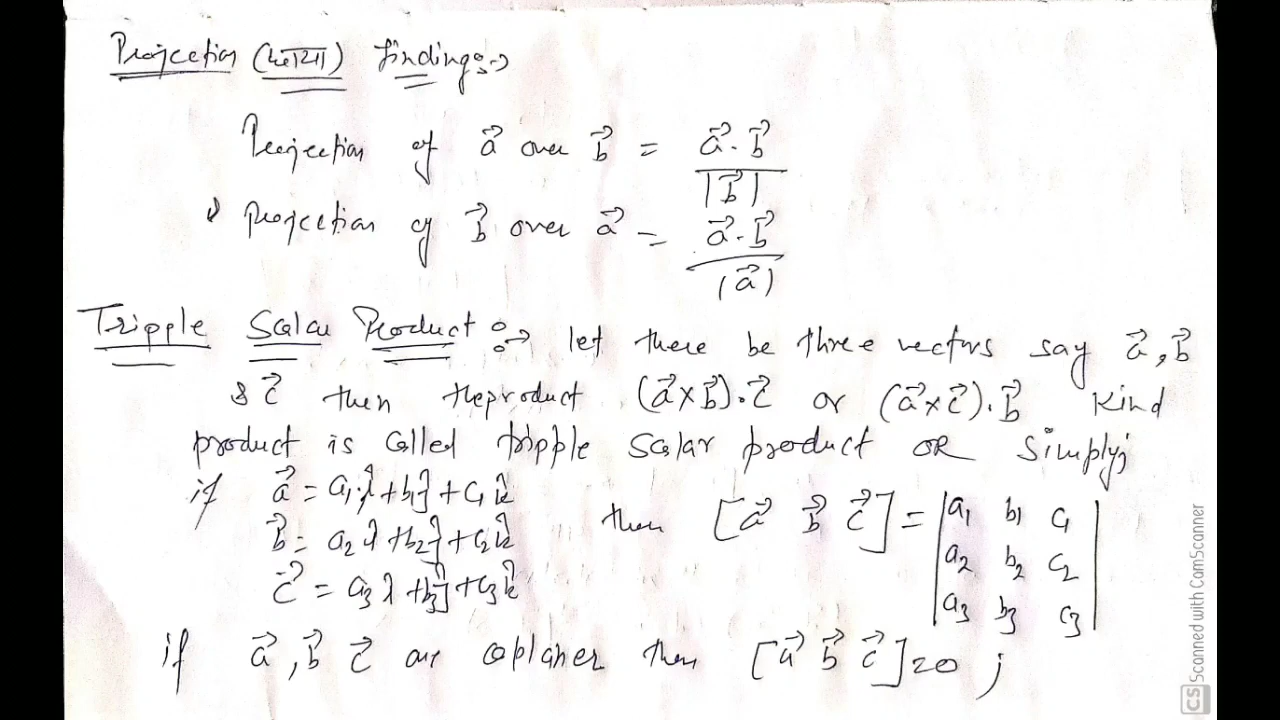 Projection (          ) finding:→
Projection of a⃗ over b⃗ = a⃗.b⃗ / |b⃗|
& Projection of b⃗ over a⃗ = a⃗.b⃗ / |a⃗|
Tripple Scalar Product :→ let there be three vectors say a⃗, b⃗
& c⃗ then the product (a⃗×b⃗).c⃗ or (a⃗×c⃗).b⃗ kind
product is called tripple scalar product OR Simply;
if a⃗ = a₁î + b₁ĵ + c₁k̂
b⃗ = a₂î + b₂ĵ + c₂k̂ then [a⃗ b⃗ c⃗] = |a₁ b₁ c₁
a₂ b₂ c₂
c⃗ = a₃î + b₃ĵ + c₃k̂ a₃ b₃ c₃|
if a⃗, b⃗ c⃗ are coplaner then [a⃗ b⃗ c⃗]=0 ;
CS Scanned with CamScanner